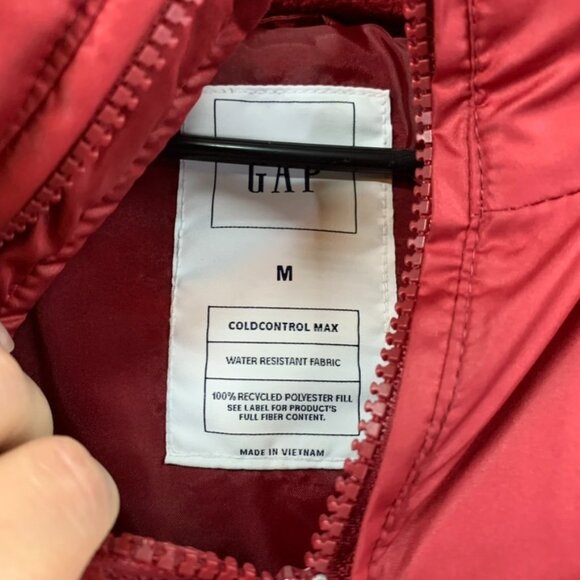 GAP
M
COLDCONTROL MAX
WATER RESISTANT FABRIC
100% RECYCLED POLYESTER FILL
SEE LABEL FOR PRODUCT'S
FULL FIBER CONTENT.
MADE IN VIETNAM